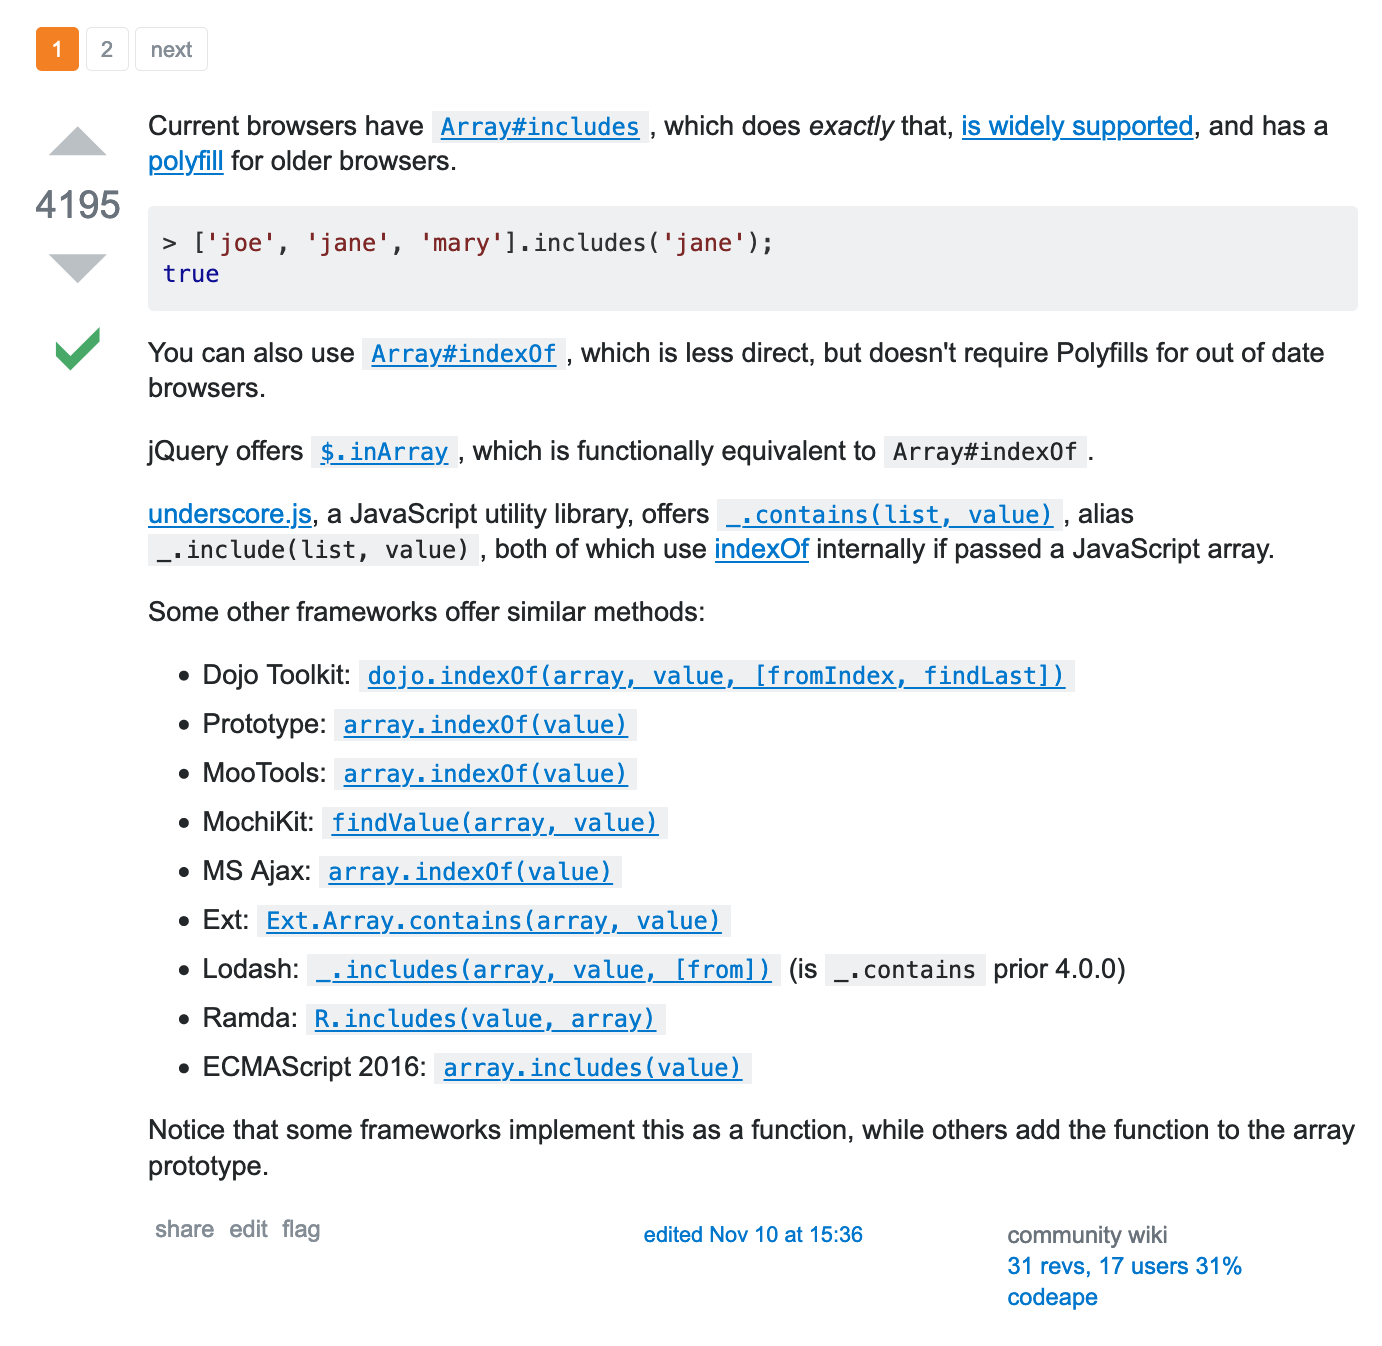 1 2 next
Current browsers have Array#includes, which does exactly that, is widely supported, and has a
polyfill for older browsers.
4195
> ['joe', 'jane', 'mary'].includes('jane');
true
You can also use Array#indexOf, which is less direct, but doesn't require Polyfills for out of date
browsers.
jQuery offers $.inArray, which is functionally equivalent to Array#indexOf.
underscore.js, a JavaScript utility library, offers _.contains(list, value), alias
_.include(list, value), both of which use indexOf internally if passed a JavaScript array.
Some other frameworks offer similar methods:
• Dojo Toolkit: dojo.indexOf(array, value, [fromIndex, findLast])
• Prototype: array.indexOf(value)
• MooTools: array.indexOf(value)
• MochiKit: findValue(array, value)
• MS Ajax: array.indexOf(value)
• Ext: Ext.Array.contains(array, value)
• Lodash: _.includes(array, value, [from]) (is _.contains prior 4.0.0)
• Ramda: R.includes(value, array)
• ECMAScript 2016: array.includes(value)
Notice that some frameworks implement this as a function, while others add the function to the array
prototype.
share edit flag
edited Nov 10 at 15:36
community wiki
31 revs, 17 users 31%
codeape